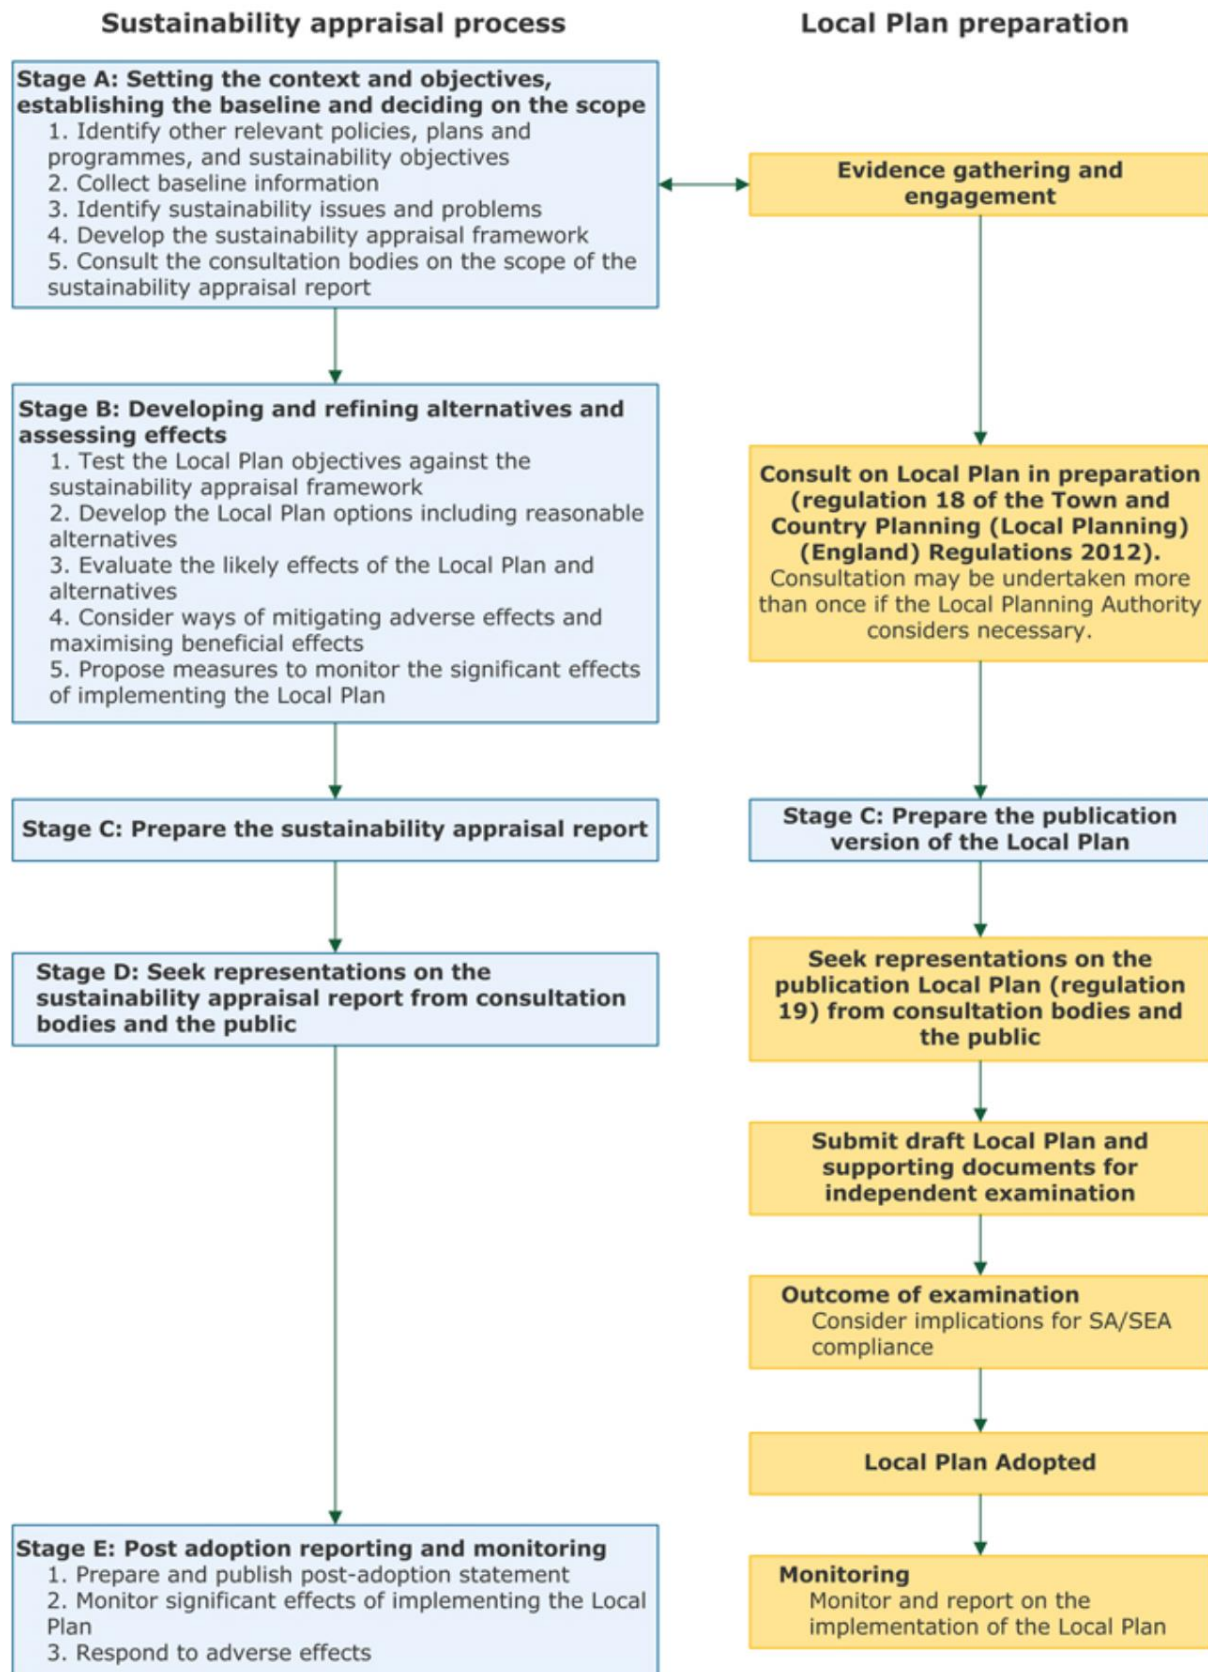 Sustainability appraisal process
Local Plan preparation
Stage A: Setting the context and objectives,
establishing the baseline and deciding on the scope
1. Identify other relevant policies, plans and
programmes, and sustainability objectives
2. Collect baseline information
3. Identify sustainability issues and problems
4. Develop the sustainability appraisal framework
5. Consult the consultation bodies on the scope of the
sustainability appraisal report
Evidence gathering and
engagement
Stage B: Developing and refining alternatives and
assessing effects
1. Test the Local Plan objectives against the
sustainability appraisal framework
2. Develop the Local Plan options including reasonable
alternatives
3. Evaluate the likely effects of the Local Plan and
alternatives
4. Consider ways of mitigating adverse effects and
maximising beneficial effects
5. Propose measures to monitor the significant effects
of implementing the Local Plan
Consult on Local Plan in preparation
(regulation 18 of the Town and
Country Planning (Local Planning)
(England) Regulations 2012).
Consultation may be undertaken more
than once if the Local Planning Authority
considers necessary.
Stage C: Prepare the sustainability appraisal report
Stage C: Prepare the publication
version of the Local Plan
Stage D: Seek representations on the
sustainability appraisal report from consultation
bodies and the public
Seek representations on the
publication Local Plan (regulation
19) from consultation bodies and
the public
Submit draft Local Plan and
supporting documents for
independent examination
Outcome of examination
Consider implications for SA/SEA
compliance
Local Plan Adopted
Stage E: Post adoption reporting and monitoring
1. Prepare and publish post-adoption statement
2. Monitor significant effects of implementing the Local
Plan
3. Respond to adverse effects
Monitoring
Monitor and report on the
implementation of the Local Plan